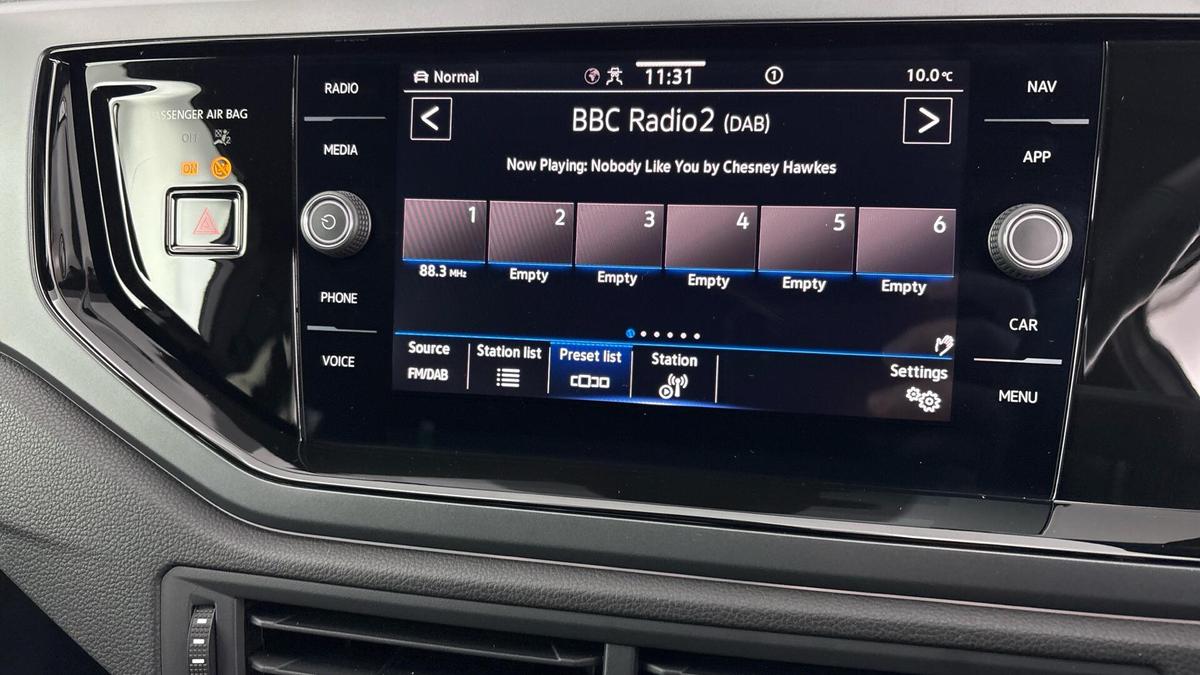 PASSENGER AIR BAG
OFF
ON
RADIO
MEDIA
PHONE
VOICE
Normal
11:31
1
10.0°C
<
BBC Radio2 (DAB)
>
Now Playing: Nobody Like You by Chesney Hawkes
1 2 3 4 5 6
88.3 MHz Empty Empty Empty Empty Empty
Source
FM/DAB
Station list
Preset list
Station
Settings
NAV
APP
CAR
MENU